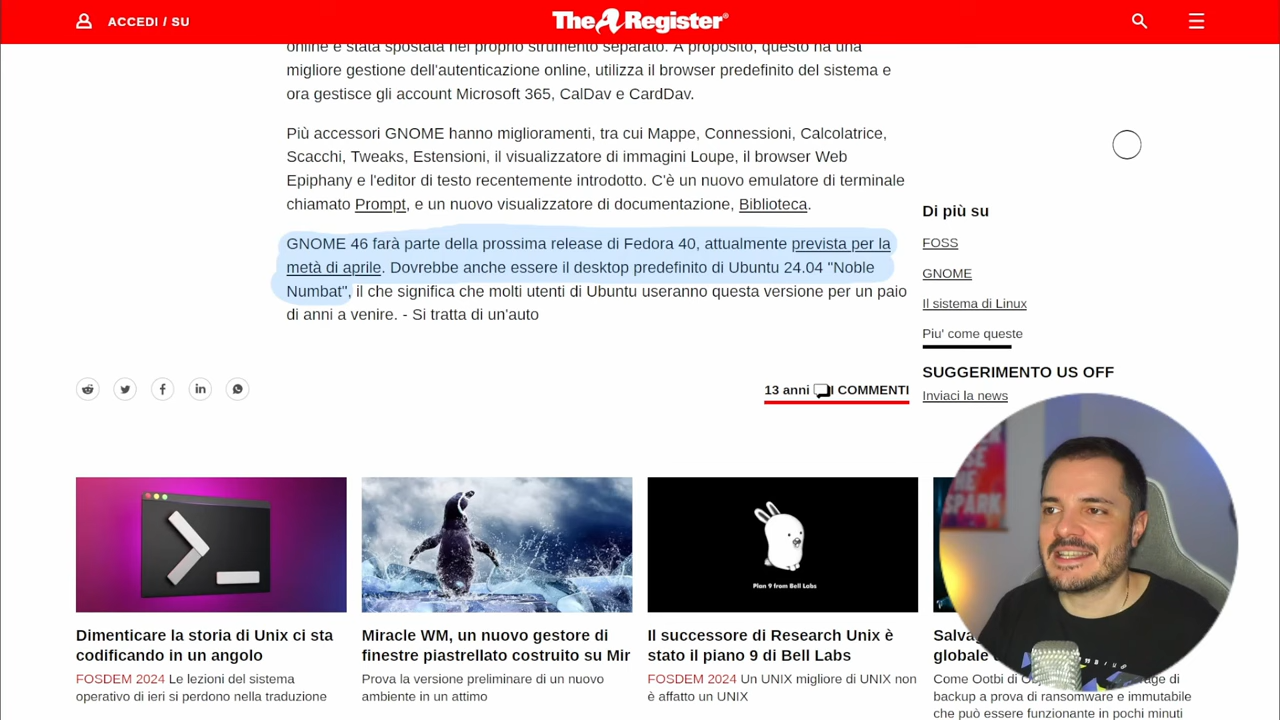 ACCEDI / SU
The Register®
online è stata spostata nel proprio strumento separato. A proposito, questo ha una
migliore gestione dell'autenticazione online, utilizza il browser predefinito del sistema e
ora gestisce gli account Microsoft 365, CalDav e CardDav.
Più accessori GNOME hanno miglioramenti, tra cui Mappe, Connessioni, Calcolatrice,
Scacchi, Tweaks, Estensioni, il visualizzatore di immagini Loupe, il browser Web
Epiphany e l'editor di testo recentemente introdotto. C'è un nuovo emulatore di terminale
chiamato Prompt, e un nuovo visualizzatore di documentazione, Biblioteca.
GNOME 46 farà parte della prossima release di Fedora 40, attualmente prevista per la
metà di aprile. Dovrebbe anche essere il desktop predefinito di Ubuntu 24.04 "Noble
Numbat", il che significa che molti utenti di Ubuntu useranno questa versione per un paio
di anni a venire. - Si tratta di un'auto
Di più su
FOSS
GNOME
Il sistema di Linux
Piu' come queste
SUGGERIMENTO US OFF
Inviaci la news
13 anni I COMMENTI
Plan 9 from Bell Labs
Dimenticare la storia di Unix ci sta
codificando in un angolo
FOSDEM 2024 Le lezioni del sistema
operativo di ieri si perdono nella traduzione
Miracle WM, un nuovo gestore di
finestre piastrellato costruito su Mir
Prova la versione preliminare di un nuovo
ambiente in un attimo
Il successore di Research Unix è
stato il piano 9 di Bell Labs
FOSDEM 2024 Un UNIX migliore di UNIX non
è affatto un UNIX
globale
Come Ootbi di
backup a prova di ransomware e immutabile
che può essere funzionante in pochi minuti
SPARK